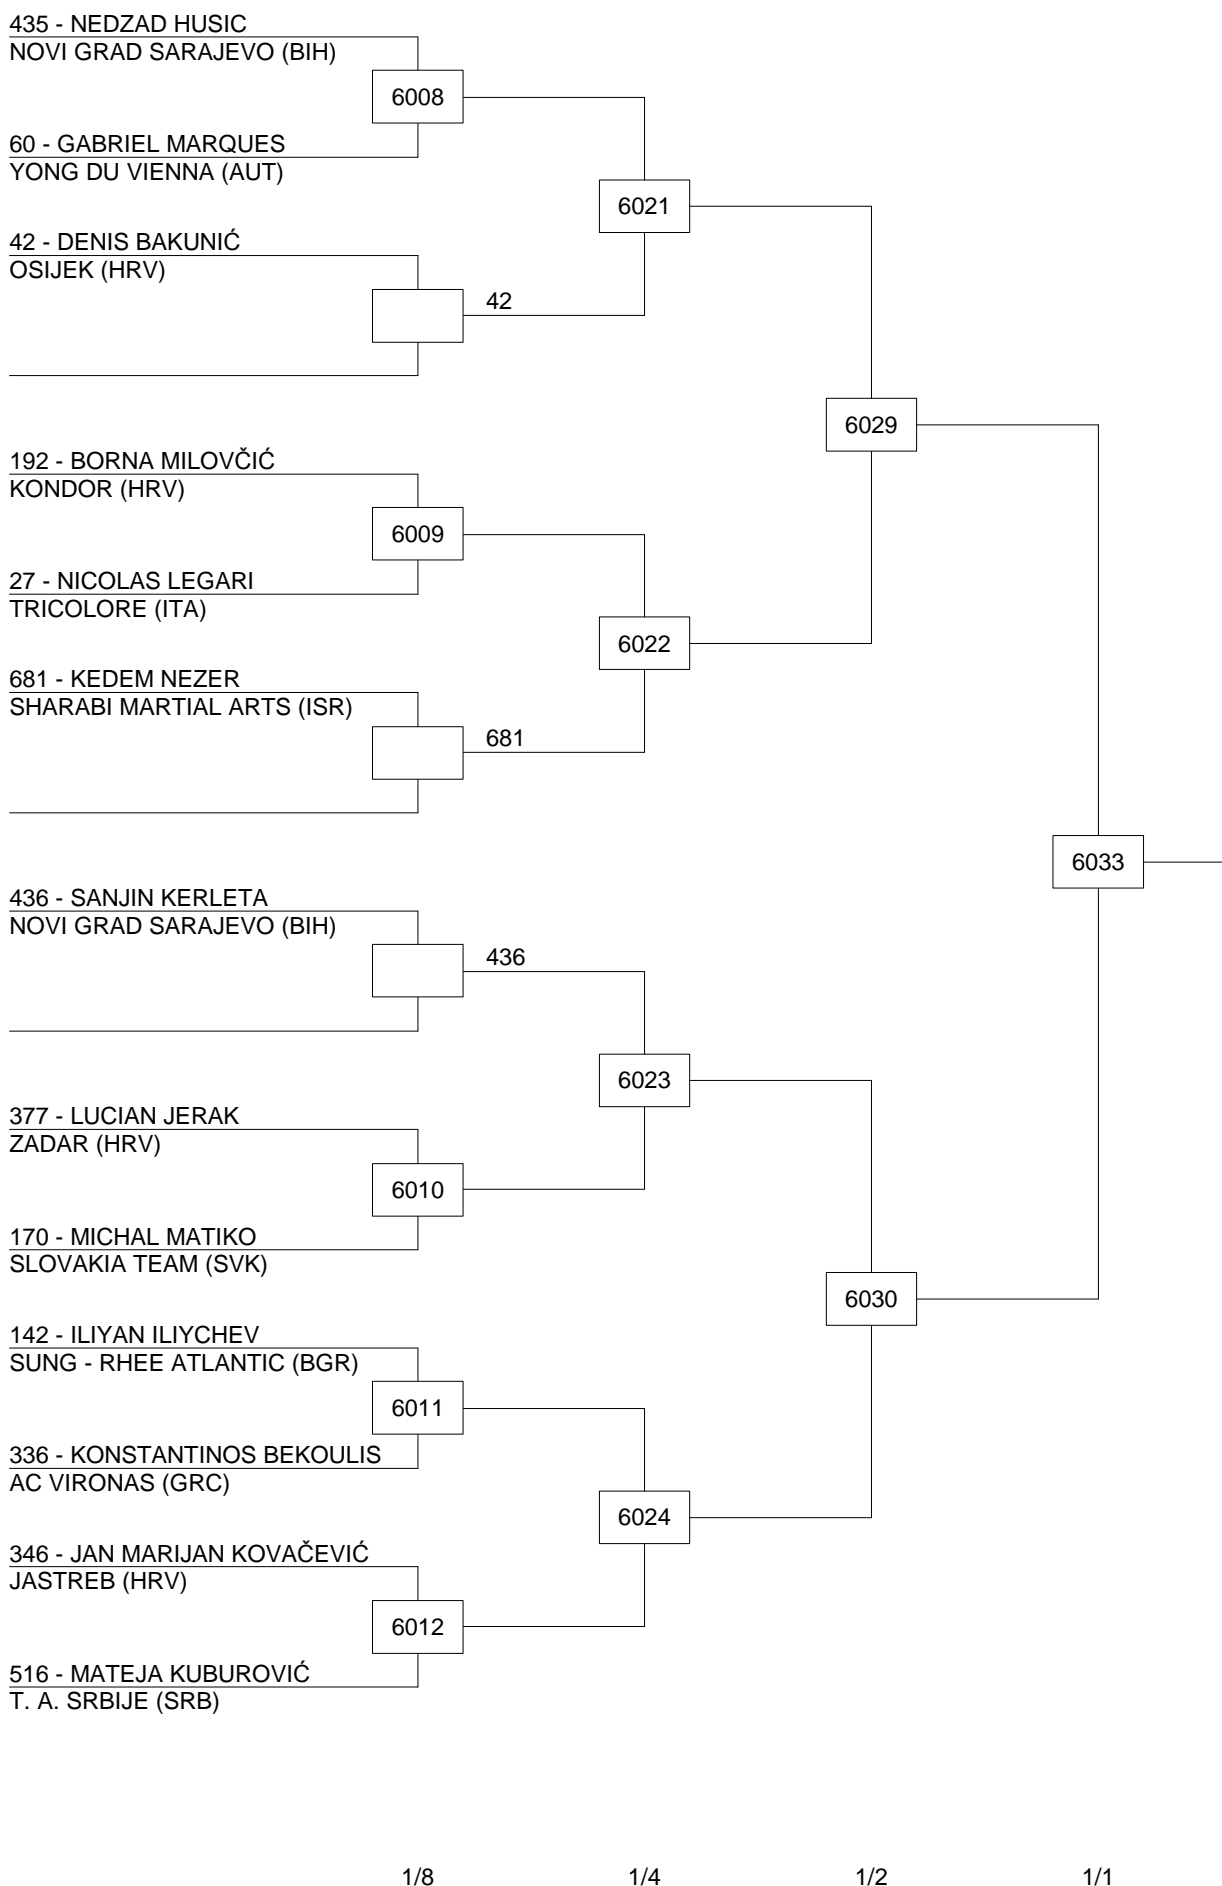 435 - NEDZAD HUSIC
NOVI GRAD SARAJEVO (BIH)
6008
60 - GABRIEL MARQUES
YONG DU VIENNA (AUT)
6021
42 - DENIS BAKUNIĆ
OSIJEK (HRV)
42
6029
192 - BORNA MILOVČIĆ
KONDOR (HRV)
6009
27 - NICOLAS LEGARI
TRICOLORE (ITA)
6022
681 - KEDEM NEZER
SHARABI MARTIAL ARTS (ISR)
681
6033
436 - SANJIN KERLETA
NOVI GRAD SARAJEVO (BIH)
436
6023
377 - LUCIAN JERAK
ZADAR (HRV)
6010
170 - MICHAL MATIKO
SLOVAKIA TEAM (SVK)
6030
142 - ILIYAN ILIYCHEV
SUNG - RHEE ATLANTIC (BGR)
6011
336 - KONSTANTINOS BEKOULIS
AC VIRONAS (GRC)
6024
346 - JAN MARIJAN KOVAČEVIĆ
JASTREB (HRV)
6012
516 - MATEJA KUBUROVIĆ
T. A. SRBIJE (SRB)
1/8 1/4 1/2 1/1